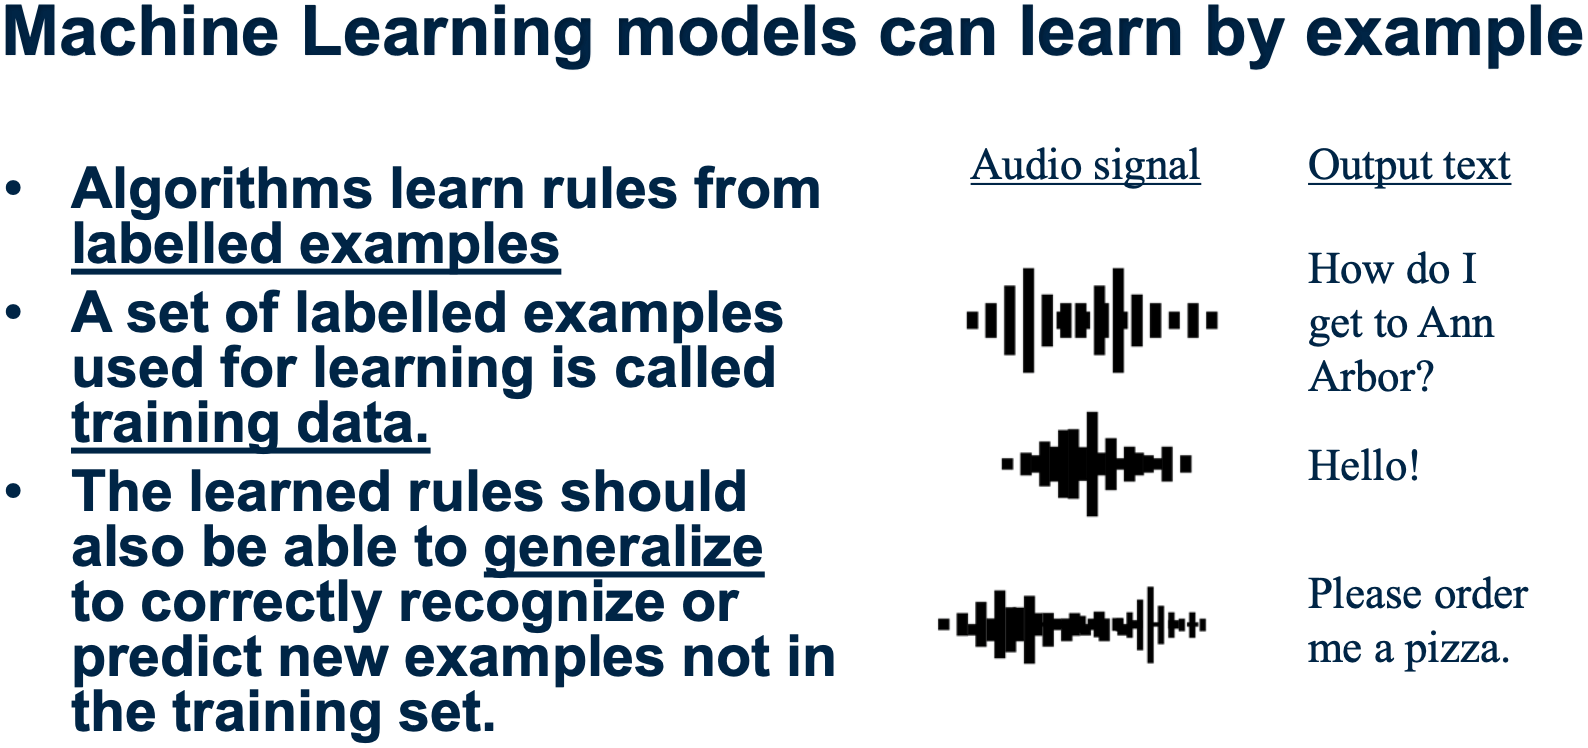 Machine Learning models can learn by example
• Algorithms learn rules from
labelled examples
• A set of labelled examples
used for learning is called
training data.
• The learned rules should
also be able to generalize
to correctly recognize or
predict new examples not in
the training set.
Audio signal
Output text
How do I
get to Ann
Arbor?
Hello!
Please order
me a pizza.